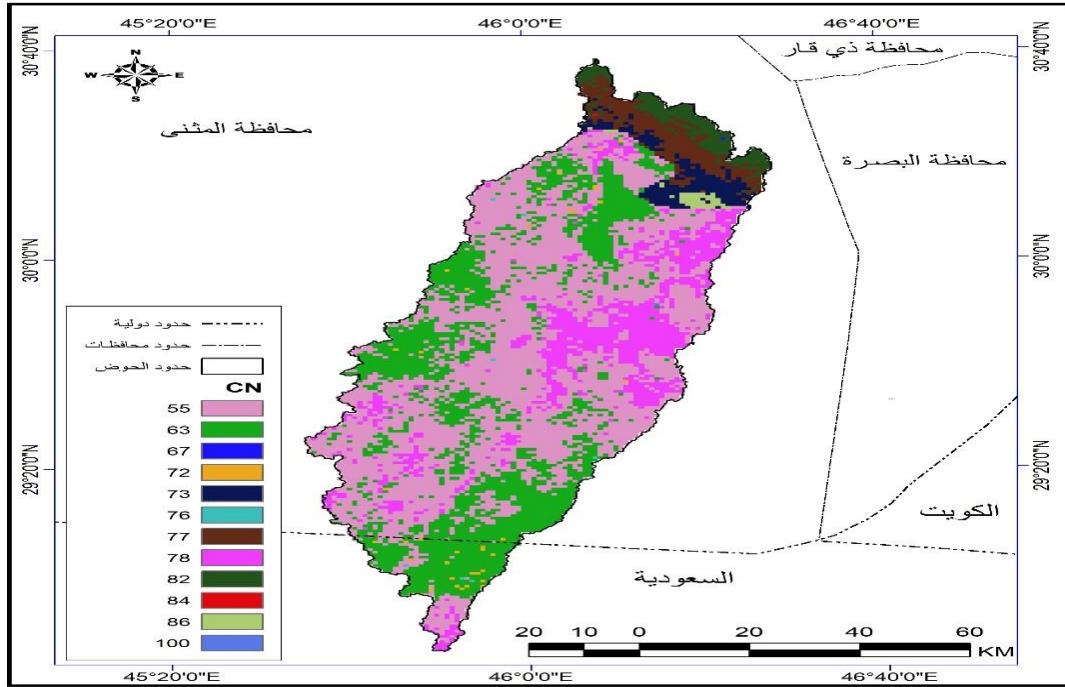 45°20'0"E 46°0'0"E 46°40'0"E
30°40'0"N
30°40'0"N
N
W E
S
محافظة ذي قار
محافظة المثنى
محافظة البصرة
30°0'0"N
30°0'0"N
حدود دولية
حدود محافظات
حدود الحوض
CN
55
63
67
72
73
76
77
78
82
84
86
100
29°20'0"N
29°20'0"N
الكويت
السعودية
20 10 0 20 40 60
KM
45°20'0"E 46°0'0"E 46°40'0"E